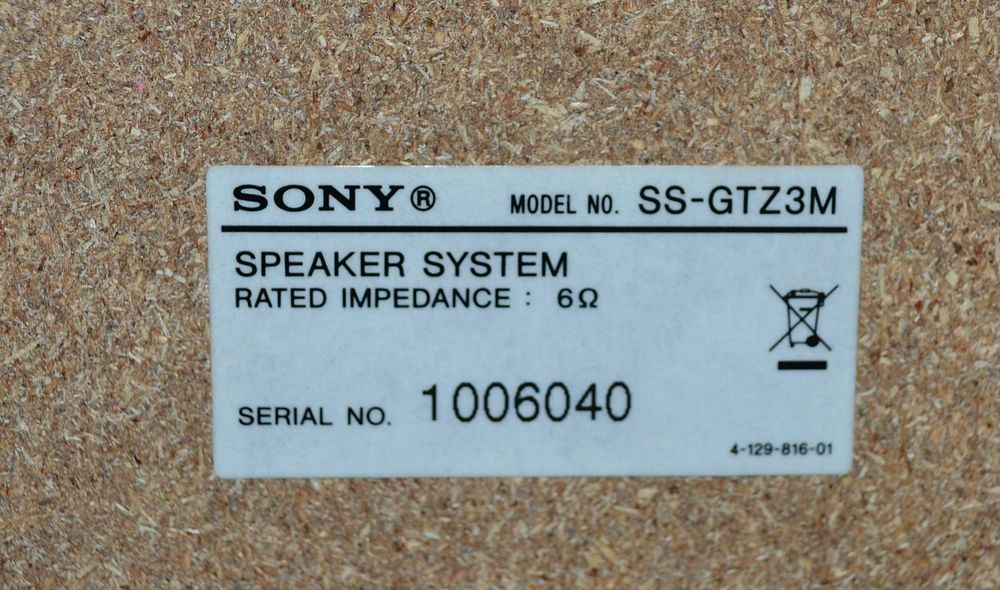 SONY® MODEL NO. SS-GTZ3M
SPEAKER SYSTEM
RATED IMPEDANCE : 6Ω
SERIAL NO. 1006040
4-129-816-01